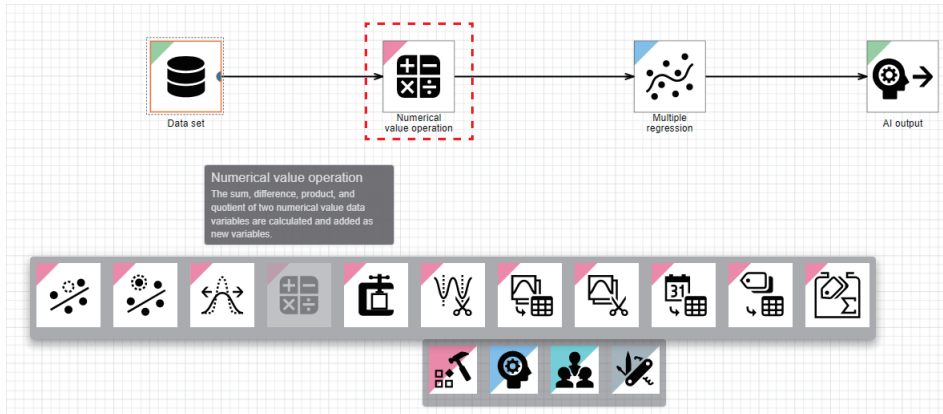 Data set
Numerical
value operation
Multiple
regression
AI output
Numerical value operation
The sum, difference, product, and
quotient of two numerical value data
variables are calculated and added as
new variables.
31
Σ